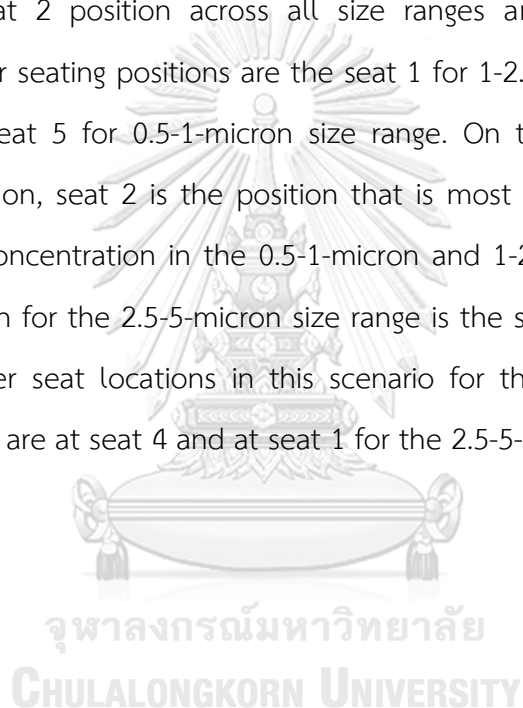 at 2 position across all size ranges
r seating positions are the seat 1 for 1-2.
eat 5 for 0.5-1-micron size range. On t
on, seat 2 is the position that is most
oncentration in the 0.5-1-micron and 1-2
n for the 2.5-5-micron size range is the s
er seat locations in this scenario for th
are at seat 4 and at seat 1 for the 2.5-5-
จุฬาลงกรณ์มหาวิทยาลัย
CHULALONGKORN UNIVERSITY